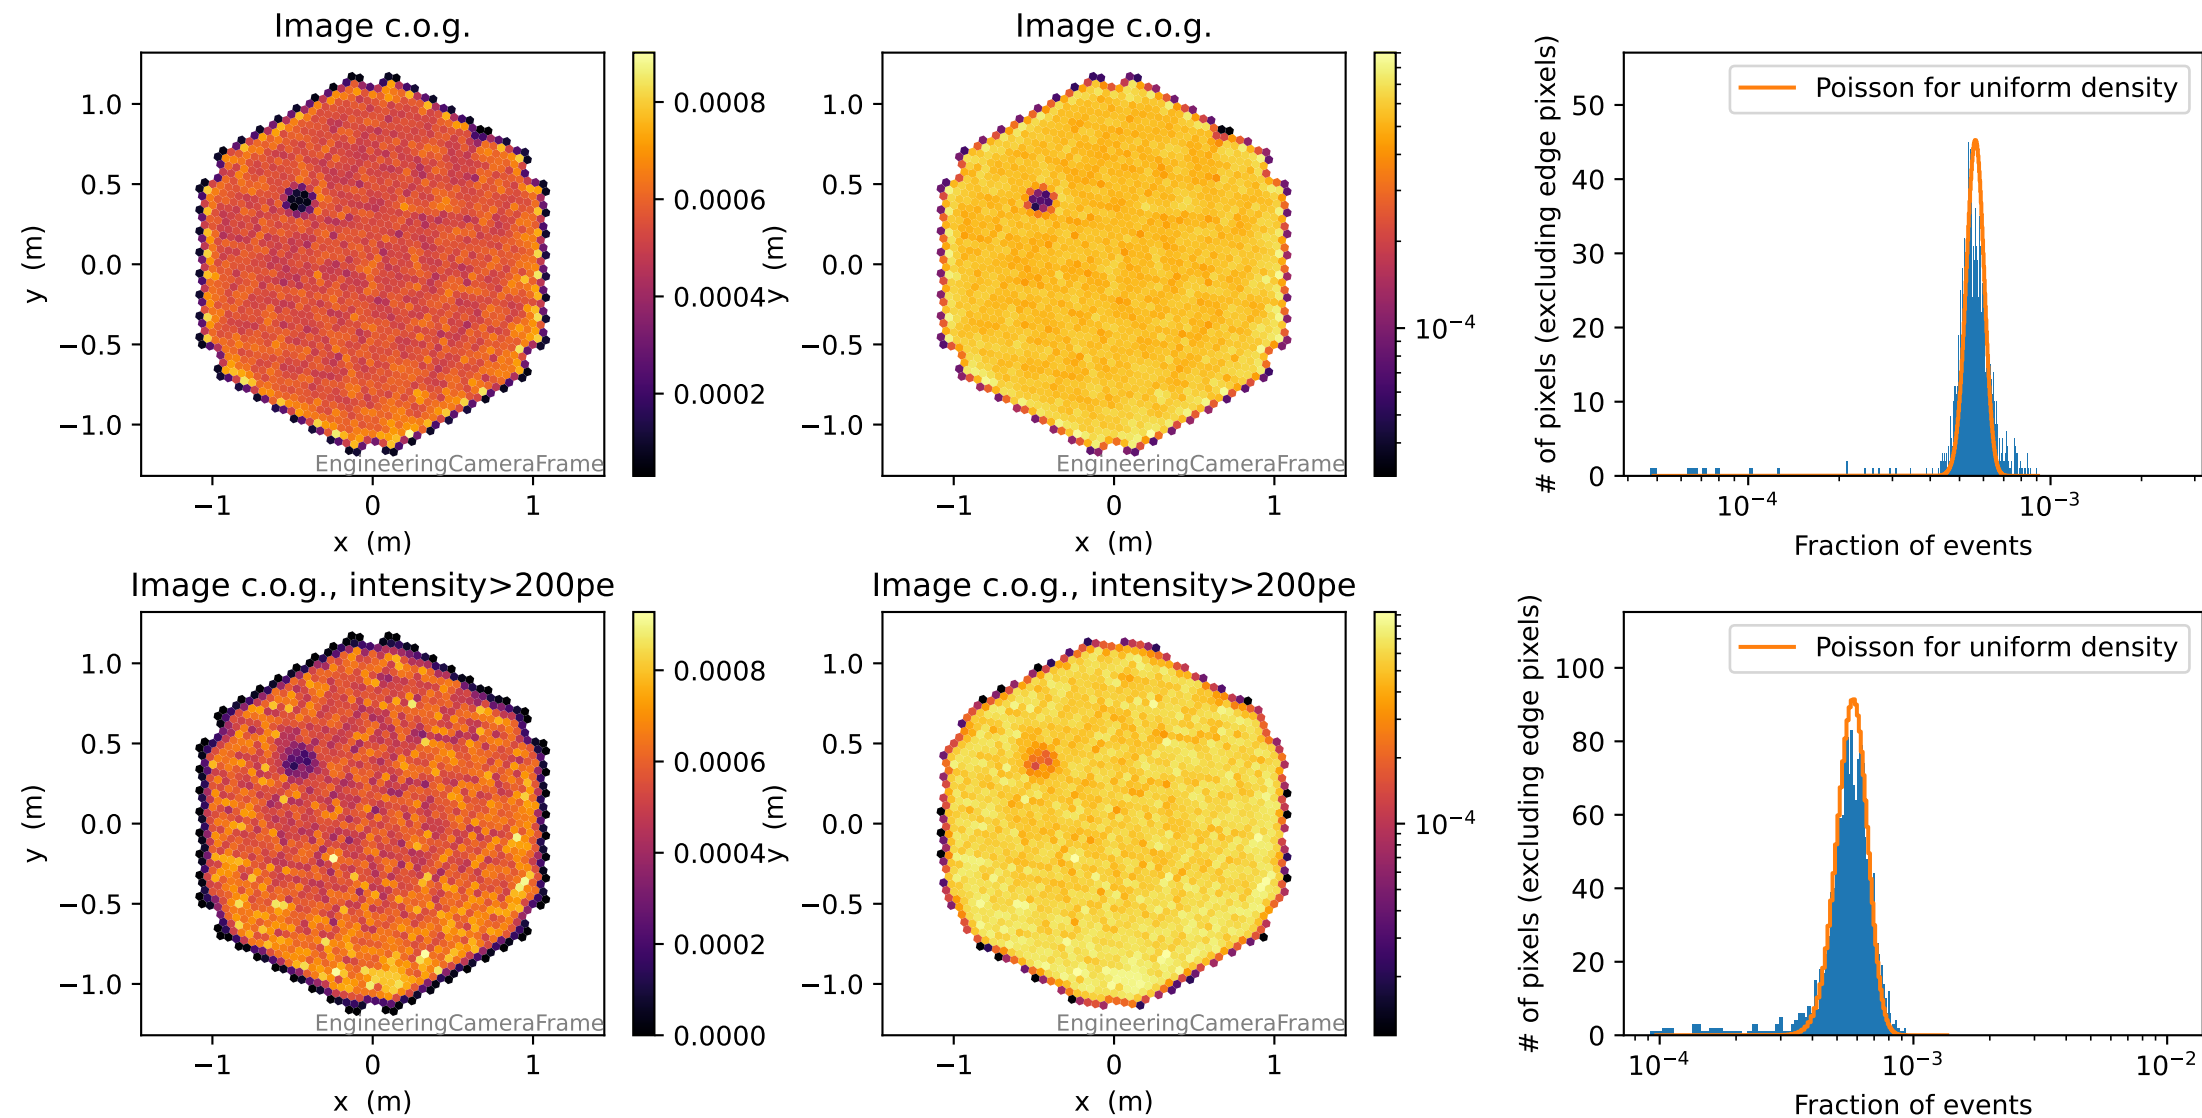 Image c.o.g.
1.0
0.5
0.0
−0.5
−1.0
y (m)
−1
0
1
x (m)
EngineeringCameraFrame
0.0008
0.0006
0.0004
0.0002
Image c.o.g.
1.0
0.5
0.0
−0.5
−1.0
y (m)
−1
0
1
x (m)
EngineeringCameraFrame
10⁻⁴
# of pixels (excluding edge pixels)
50
40
30
20
10
0
Poisson for uniform density
10⁻⁴
10⁻³
Fraction of events
Image c.o.g., intensity>200pe
1.0
0.5
0.0
−0.5
−1.0
y (m)
−1
0
1
x (m)
EngineeringCameraFrame
0.0008
0.0006
0.0004
0.0002
0.0000
Image c.o.g., intensity>200pe
1.0
0.5
0.0
−0.5
−1.0
y (m)
−1
0
1
x (m)
EngineeringCameraFrame
10⁻⁴
# of pixels (excluding edge pixels)
100
80
60
40
20
0
Poisson for uniform density
10⁻⁴
10⁻³
10⁻²
Fraction of events